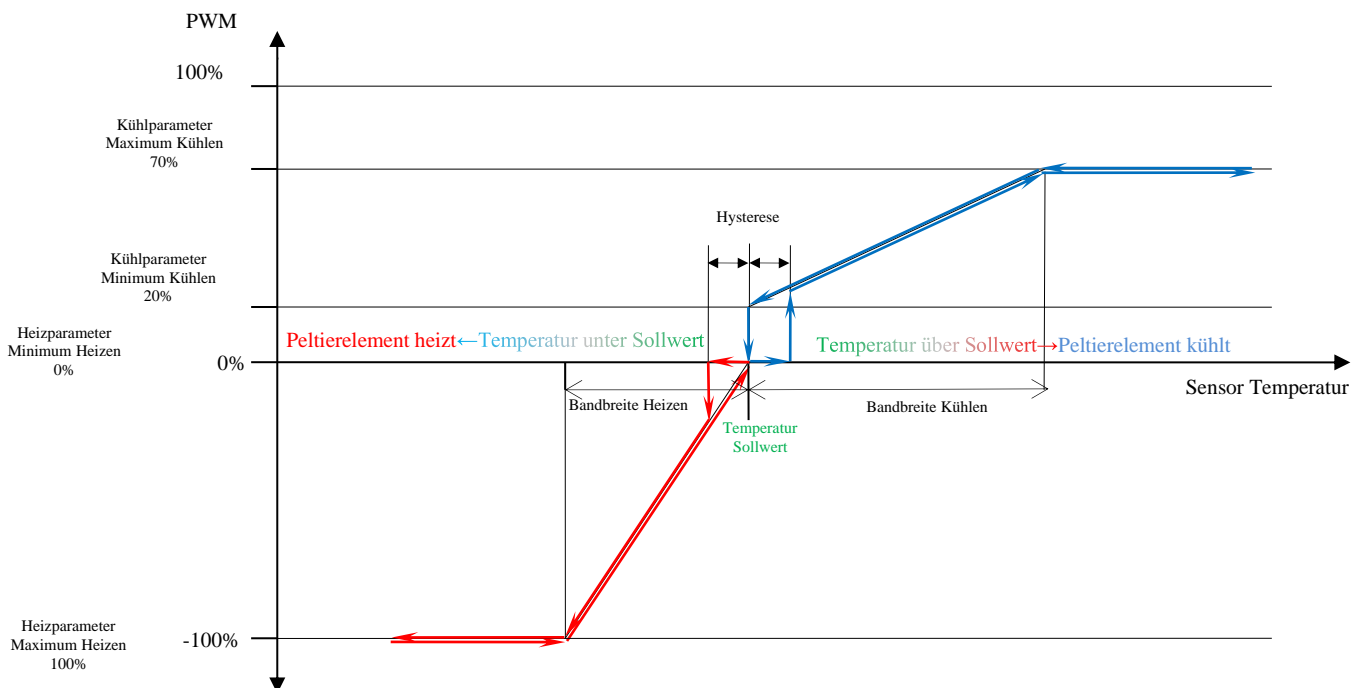 PWM
100%
Kühlparameter
Maximum Kühlen
70%
Hysterese
Kühlparameter
Minimum Kühlen
20%
Heizparameter
Minimum Heizen
0%
0%
Peltierelement heizt←Temperatur unter Sollwert
Temperatur über Sollwert→Peltierelement kühlt
Sensor Temperatur
Bandbreite Heizen
Bandbreite Kühlen
Temperatur
Sollwert
Heizparameter
Maximum Heizen
100%
-100%